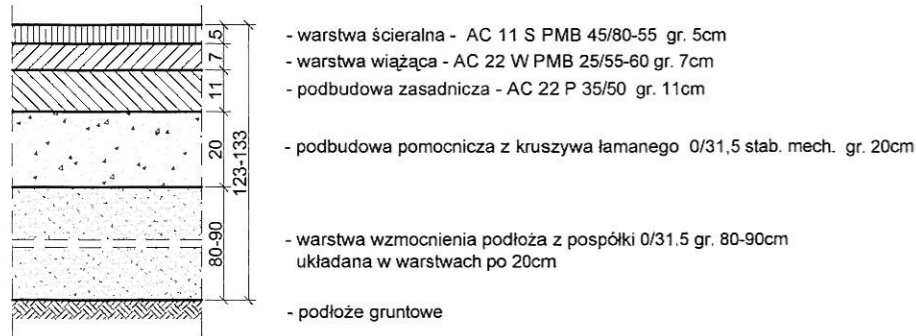 5
- warstwa ścieralna - AC 11 S PMB 45/80-55 gr. 5cm
7
- warstwa wiążąca - AC 22 W PMB 25/55-60 gr. 7cm
11
- podbudowa zasadnicza - AC 22 P 35/50 gr. 11cm
20
- podbudowa pomocnicza z kruszywa łamanego 0/31,5 stab. mech. gr. 20cm
123-133
80-90
- warstwa wzmocnienia podłoża z pospółki 0/31.5 gr. 80-90cm
układana w warstwach po 20cm
- podłoże gruntowe